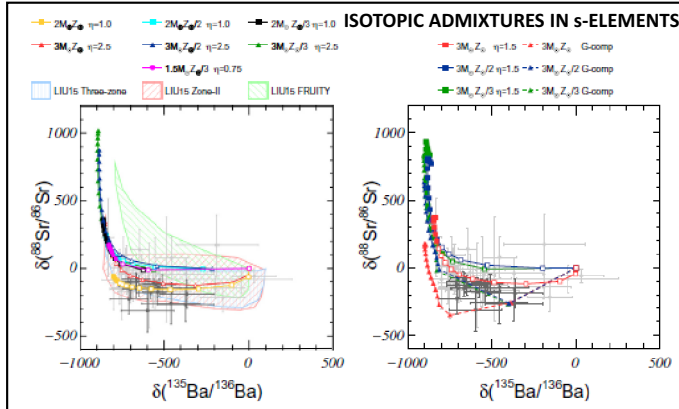 ISOTOPIC ADMIXTURES IN s-ELEMENTS
2M⊙Z⊙ η=1.0
2M⊙Z⊙/2 η=1.0
2M⊙Z⊙/3 η=1.0
3M⊙Z⊙ η=2.5
3M⊙Z⊙/2 η=2.5
3M⊙Z⊙/3 η=2.5
1.5M⊙Z⊙/3 η=0.75
LIU15 Three-zone
LIU15 Zone-II
LIU15 FRUITY
1000
500
0
−500
δ(⁸⁸Sr/⁸⁶Sr)
−1000
−500
0
500
δ(¹³⁵Ba/¹³⁶Ba)
3M⊙Z⊙ η=1.5
3M⊙Z⊙ G-comp
3M⊙Z⊙/2 η=1.5
3M⊙Z⊙/2 G-comp
3M⊙Z⊙/3 η=1.5
3M⊙Z⊙/3 G-comp
1000
500
0
−500
δ(⁸⁸Sr/⁸⁶Sr)
−1000
−500
0
500
δ(¹³⁵Ba/¹³⁶Ba)